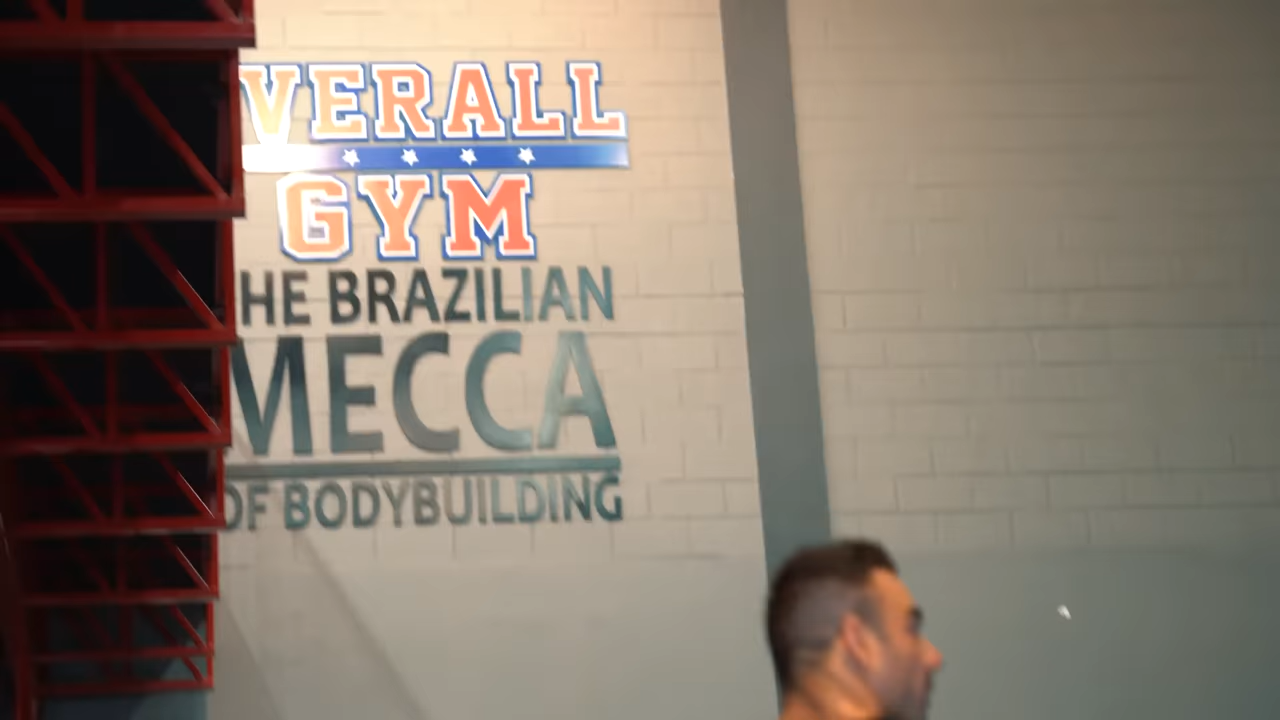 VERALL
GYM
HE BRAZILIAN
MECCA
OF BODYBUILDING